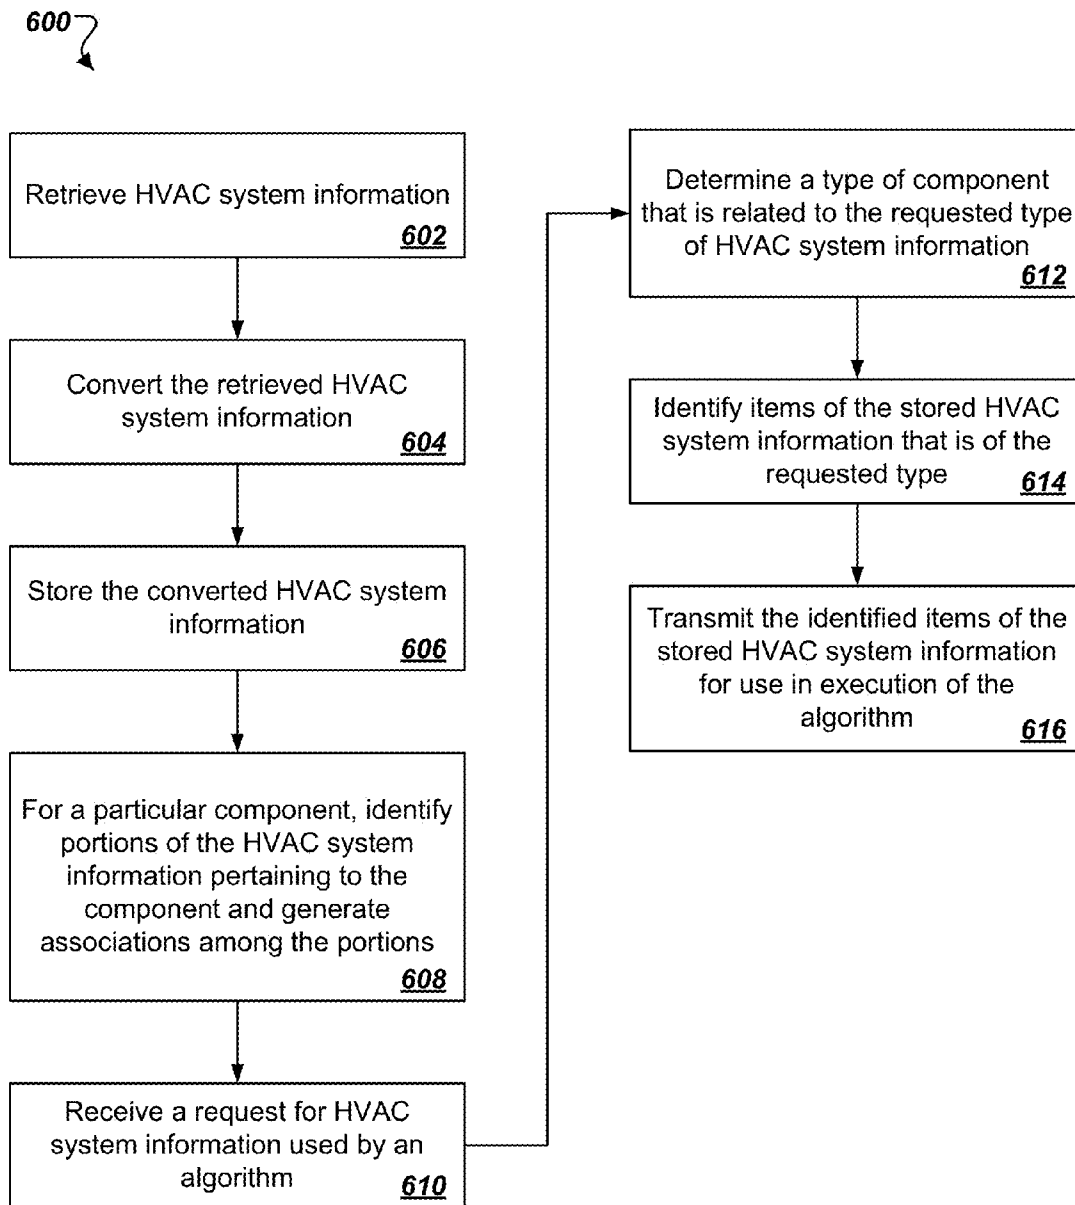 600
Retrieve HVAC system information
602
Convert the retrieved HVAC
system information
604
Store the converted HVAC system
information
606
For a particular component, identify
portions of the HVAC system
information pertaining to the
component and generate
associations among the portions
608
Receive a request for HVAC
system information used by an
algorithm
610
Determine a type of component
that is related to the requested type
of HVAC system information
612
Identify items of the stored HVAC
system information that is of the
requested type
614
Transmit the identified items of the
stored HVAC system information
for use in execution of the
algorithm
616